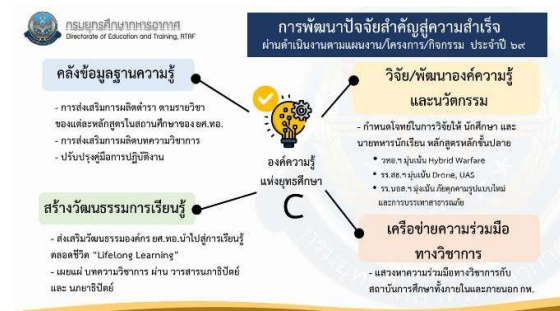 กรมยุทธศึกษาทหารอากาศ
Directorate of Education and Training, RTAF
การพัฒนาปัจจัยสำคัญสู่ความสำเร็จ
ผ่านดำเนินงานตามแผนงาน/โครงการ/กิจกรรม ประจำปี ๖๙
คลังข้อมูลฐานความรู้
- การส่งเสริมการผลิตตำรา ตามรายวิชา
ของแต่ละหลักสูตรในสถานศึกษาของ ยศ.ทอ.
- การส่งเสริมการผลิตบทความวิชาการ
- ปรับปรุงคู่มือการปฏิบัติงาน
วิจัย/พัฒนาองค์ความรู้
และนวัตกรรม
- กำหนดโจทย์ในการวิจัยให้ นักศึกษา และ
นายทหารนักเรียน หลักสูตรหลักชั้นปลาย
• วทอ.ฯ มุ่นเน้น Hybrid Warfare
• รร.สธ.ฯ มุ่นเน้น Drone, UAS
• รร.นอส.ฯ มุ่งเน้น ภัยคุกคามรูปแบบใหม่
และการบรรเทาสาธารณภัย
องค์ความรู้
แห่งยุทธศึกษา
C
สร้างวัฒนธรรมการเรียนรู้
- ส่งเสริมวัฒนธรรมองค์กร ยศ.ทอ.นำไปสู่การเรียนรู้
ตลอดชีวิต "Lifelong Learning"
- เผยแผ่ บทความวิชาการ ผ่าน วารสารนภาธิปัตย์
และ นภยาธิปัตย์
เครือข่ายความร่วมมือ
ทางวิชาการ
- แสวงหาความร่วมมือทางวิชาการกับ
สถาบันการศึกษาทั้งภายในและภายนอก กห.